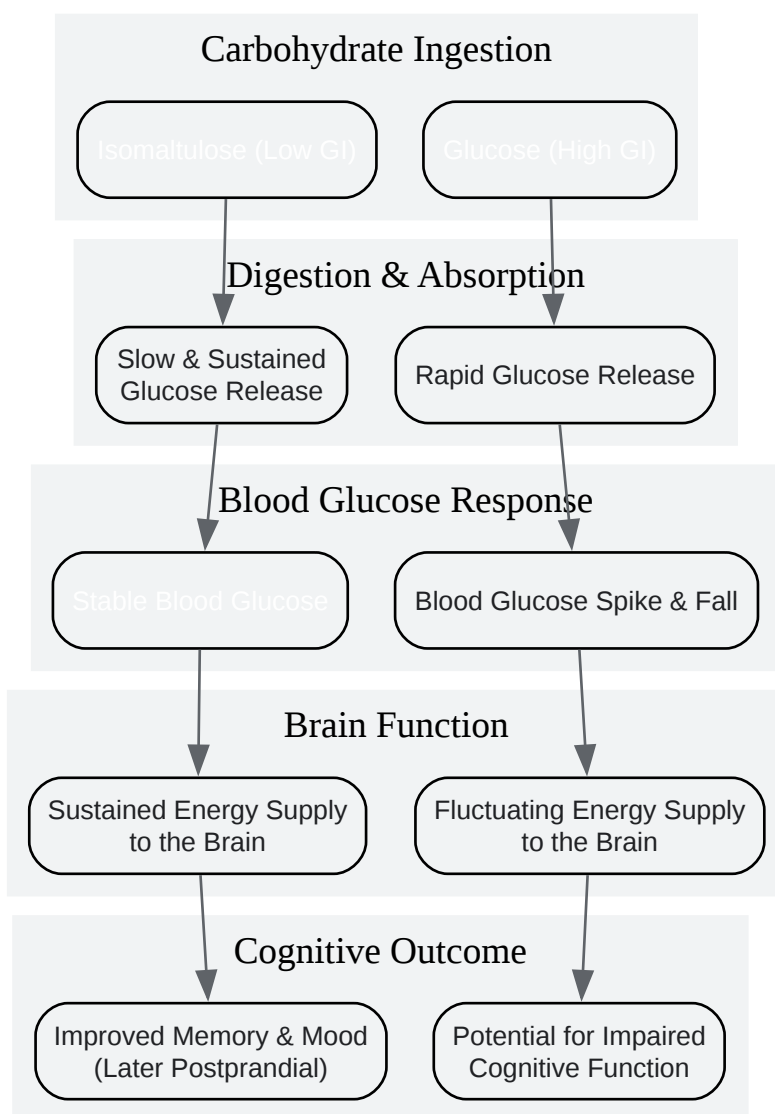 Carbohydrate Ingestion
Isomaltulose (Low GI)
Glucose (High GI)
Digestion & Absorption
Slow & Sustained
Glucose Release
Rapid Glucose Release
Blood Glucose Response
Stable Blood Glucose
Blood Glucose Spike & Fall
Brain Function
Sustained Energy Supply
to the Brain
Fluctuating Energy Supply
to the Brain
Cognitive Outcome
Improved Memory & Mood
(Later Postprandial)
Potential for Impaired
Cognitive Function